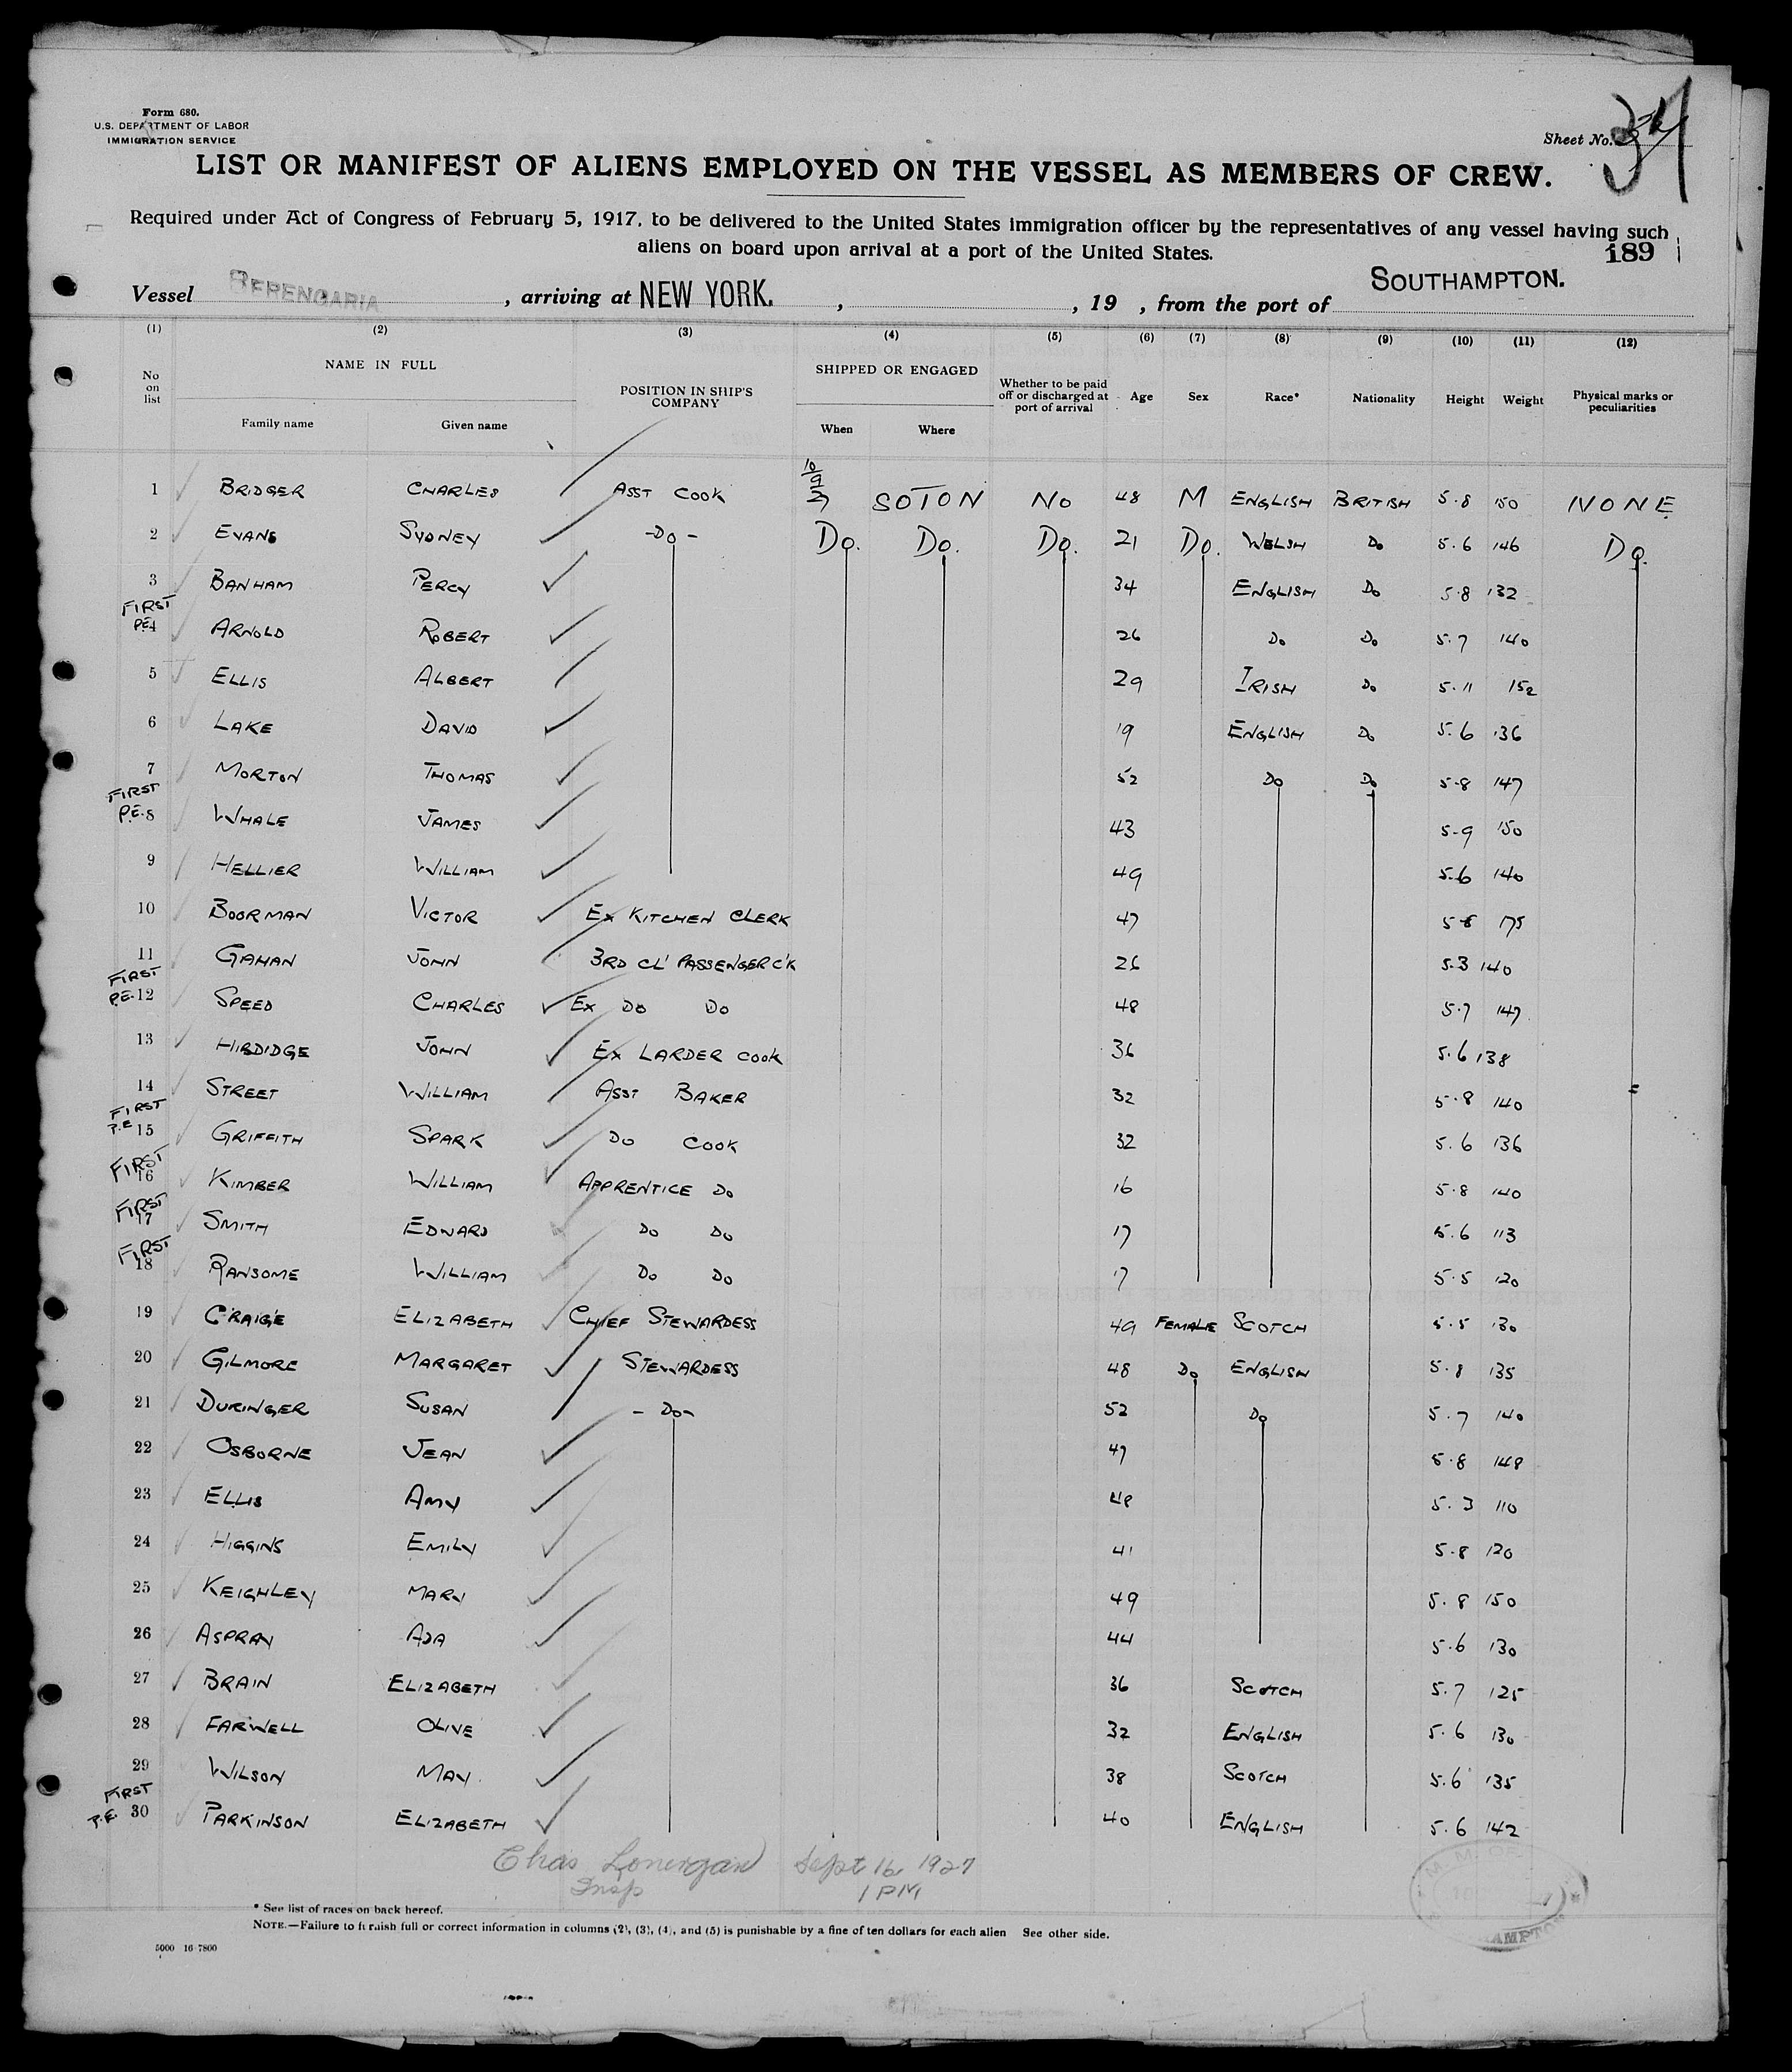 Form 680.
U.S. DEPARTMENT OF LABOR
IMMIGRATION SERVICE
Sheet No.
LIST OR MANIFEST OF ALIENS EMPLOYED ON THE VESSEL AS MEMBERS OF CREW.
Required under Act of Congress of February 5, 1917, to be delivered to the United States immigration officer by the representatives of any vessel having such
aliens on board upon arrival at a port of the United States.
189
Vessel BERENGARIA, arriving at NEW YORK., , 19 , from the port of SOUTHAMPTON.
(1) (2) (3) (4) (5) (6) (7) (8) (9) (10) (11) (12)
No on list NAME IN FULL Family name Given name POSITION IN SHIP'S COMPANY SHIPPED OR ENGAGED When Where Whether to be paid off or discharged at port of arrival Age Sex Race* Nationality Height Weight Physical marks or peculiarities
1 BRIDGER CHARLES ASST COOK 10/9/27 SOTON NO 48 M ENGLISH BRITISH 5.8 150 NONE
2 EVANS SYDNEY -DO- DO. DO. DO. 21 DO. WELSH DO 5.6 146 DO.
3 BANHAM PERCY 34 ENGLISH DO 5.8 132
FIRST P.E. 4 ARNOLD ROBERT 26 DO DO 5.7 140
5 ELLIS ALBERT 29 IRISH DO 5.11 152
6 LAKE DAVID 19 ENGLISH DO 5.6 136
7 MORTON THOMAS 52 DO DO 5.8 147
FIRST P.E. 8 WHALE JAMES 43 5.9 150
9 HELLIER WILLIAM 49 5.6 140
10 BOORMAN VICTOR EX KITCHEN CLERK 47 5.8 175
11 GAHAN JOHN 3RD CL' PASSENGER C'K 26 5.3 140
FIRST P.E. 12 SPEED CHARLES EX DO DO 48 5.7 147
13 HIBDIDGE JOHN EX LARDER COOK 36 5.6 138
14 STREET WILLIAM ASST BAKER 32 5.8 140
FIRST P.E 15 GRIFFITH SPARK DO COOK 32 5.6 136
FIRST 16 KIMBER WILLIAM APPRENTICE DO 16 5.8 140
FIRST 17 SMITH EDWARD DO DO 17 5.6 113
FIRST 18 RANSOME WILLIAM DO DO 17 5.5 120
19 CRAIGIE ELIZABETH CHIEF STEWARDESS 49 FEMALE SCOTCH 5.5 130
20 GILMORE MARGARET STEWARDESS 48 DO ENGLISH 5.8 135
21 DURINGER SUSAN - DO - 52 DO 5.7 140
22 OSBORNE JEAN 47 5.8 148
23 ELLIS AMY 48 5.3 110
24 HIGGINS EMILY 41 5.8 120
25 KEIGHLEY MARY 49 5.8 150
26 ASPRAY ADA 44 5.6 130
27 BRAIN ELIZABETH 36 SCOTCH 5.7 125
28 FARWELL OLIVE 32 ENGLISH 5.6 130
29 WILSON MAY. 38 SCOTCH 5.6 135
FIRST P.E. 30 PARKINSON ELIZABETH 40 ENGLISH 5.6 142
Chas Lonergan Sept 16 1927
Insp 1 PM
* See list of races on back hereof.
NOTE.—Failure to furnish full or correct information in columns (2), (3), (4), and (5) is punishable by a fine of ten dollars for each alien See other side.
5000 16-7800